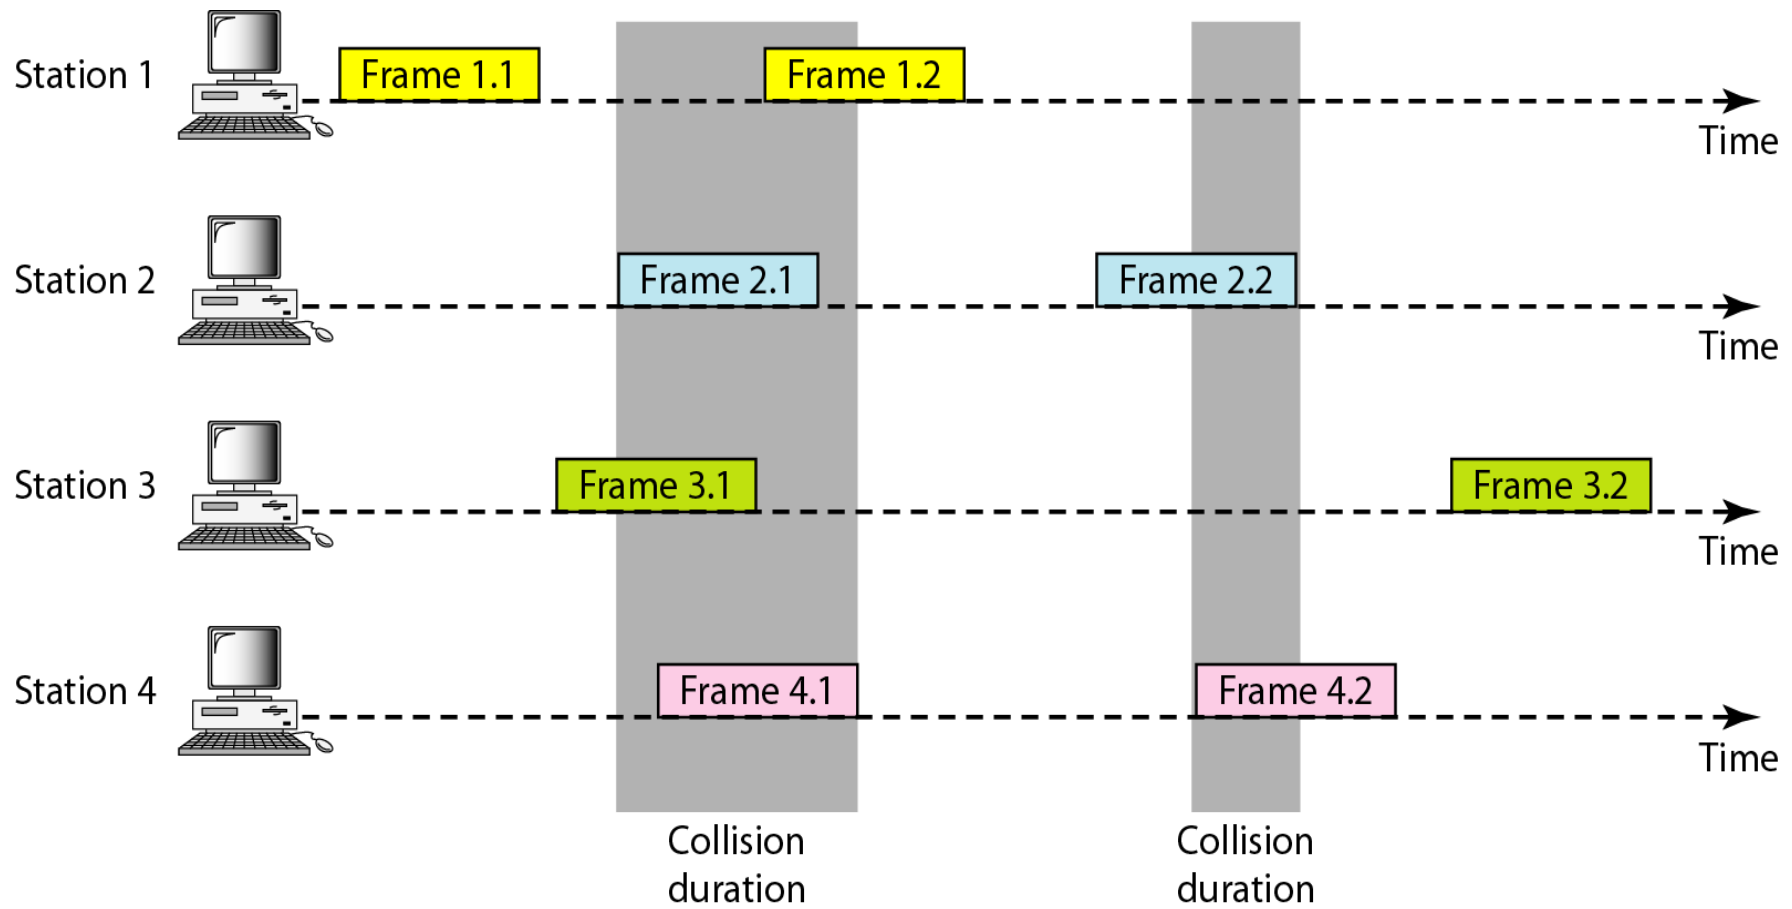 Station 1
Frame 1.1
Frame 1.2
Time
Station 2
Frame 2.1
Frame 2.2
Time
Station 3
Frame 3.1
Frame 3.2
Time
Station 4
Frame 4.1
Frame 4.2
Time
Collision
duration
Collision
duration